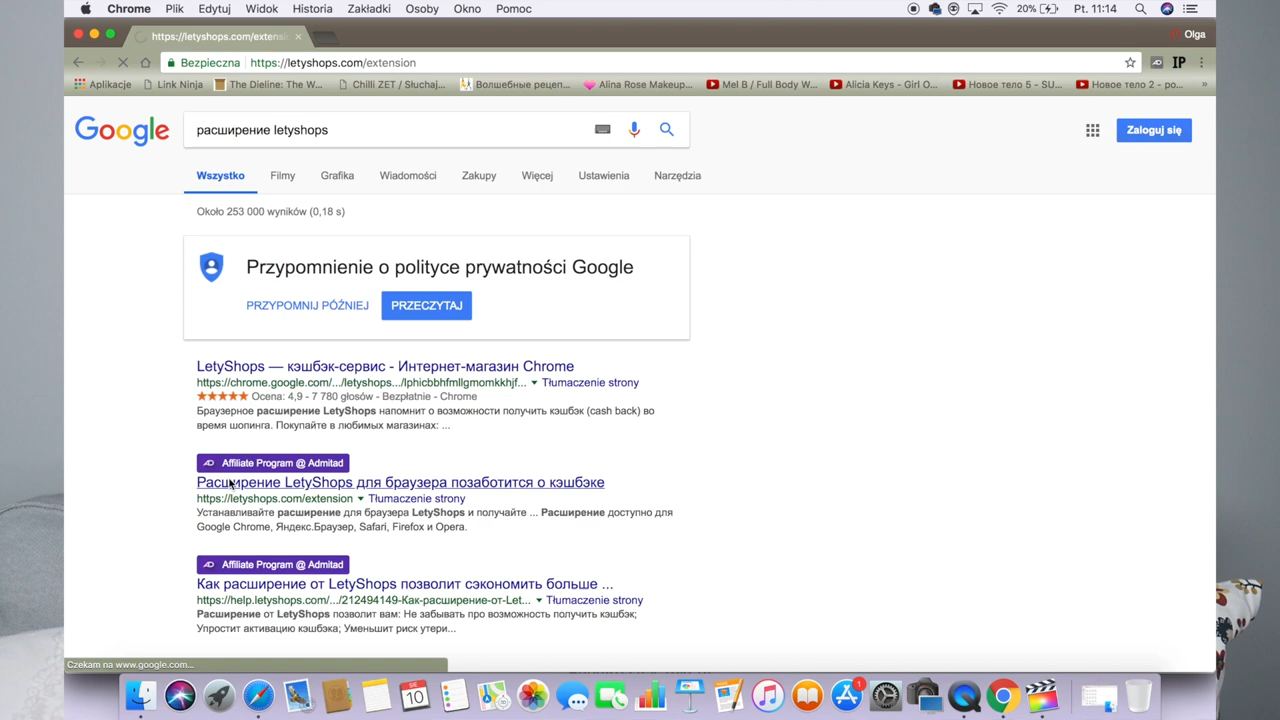 Chrome Plik Edytuj Widok Historia Zakładki Osoby Okno Pomoc 20% Pt. 11:14
https://letyshops.com/extensi Olga
Bezpieczna https://letyshops.com/extension IP
Aplikacje Link Ninja The Dieline: The W... Chilli ZET / Słuchaj... Волшебные рецеп... Alina Rose Makeup... Mel B / Full Body W... Alicia Keys - Girl O... Новое тело 5 - SU... Новое тело 2 - ро... »
Google расширение letyshops Zaloguj się
Wszystko Filmy Grafika Wiadomości Zakupy Więcej Ustawienia Narzędzia
Około 253 000 wyników (0,18 s)
Przypomnienie o polityce prywatności Google
PRZYPOMNIJ PÓŹNIEJ PRZECZYTAJ
LetyShops — кэшбэк-сервис - Интернет-магазин Chrome
https://chrome.google.com/.../letyshops.../lphicbbhfmllgmomkkhjf... Tłumaczenie strony
Ocena: 4,9 - 7 780 głosów - Bezpłatnie - Chrome
Браузерное расширение LetyShops напомнит о возможности получить кэшбэк (cash back) во
время шопинга. Покупайте в любимых магазинах: ...
Affiliate Program @ Admitad
Расширение LetyShops для браузера позаботится о кэшбэке
https://letyshops.com/extension Tłumaczenie strony
Устанавливайте расширение для браузера LetyShops и получайте ... Расширение доступно для
Google Chrome, Яндекс.Браузер, Safari, Firefox и Opera.
Affiliate Program @ Admitad
Как расширение от LetyShops позволит сэкономить больше ...
https://help.letyshops.com/.../212494149-Как-расширение-от-Let... Tłumaczenie strony
Расширение от LetyShops позволит вам: Не забывать про возможность получить кэшбэк;
Упростит активацию кэшбэка; Уменьшит риск утери...
Czekam na www.google.com...
10
1